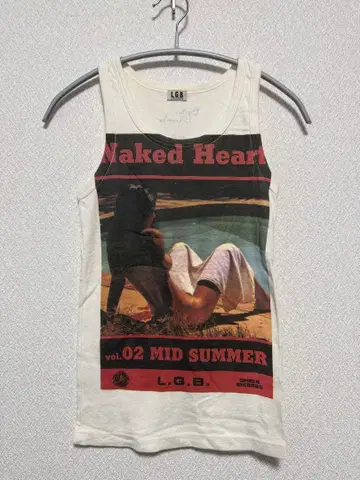 L.G.B
Naked Heart
vol.02 MID SUMMER
L.G.B.